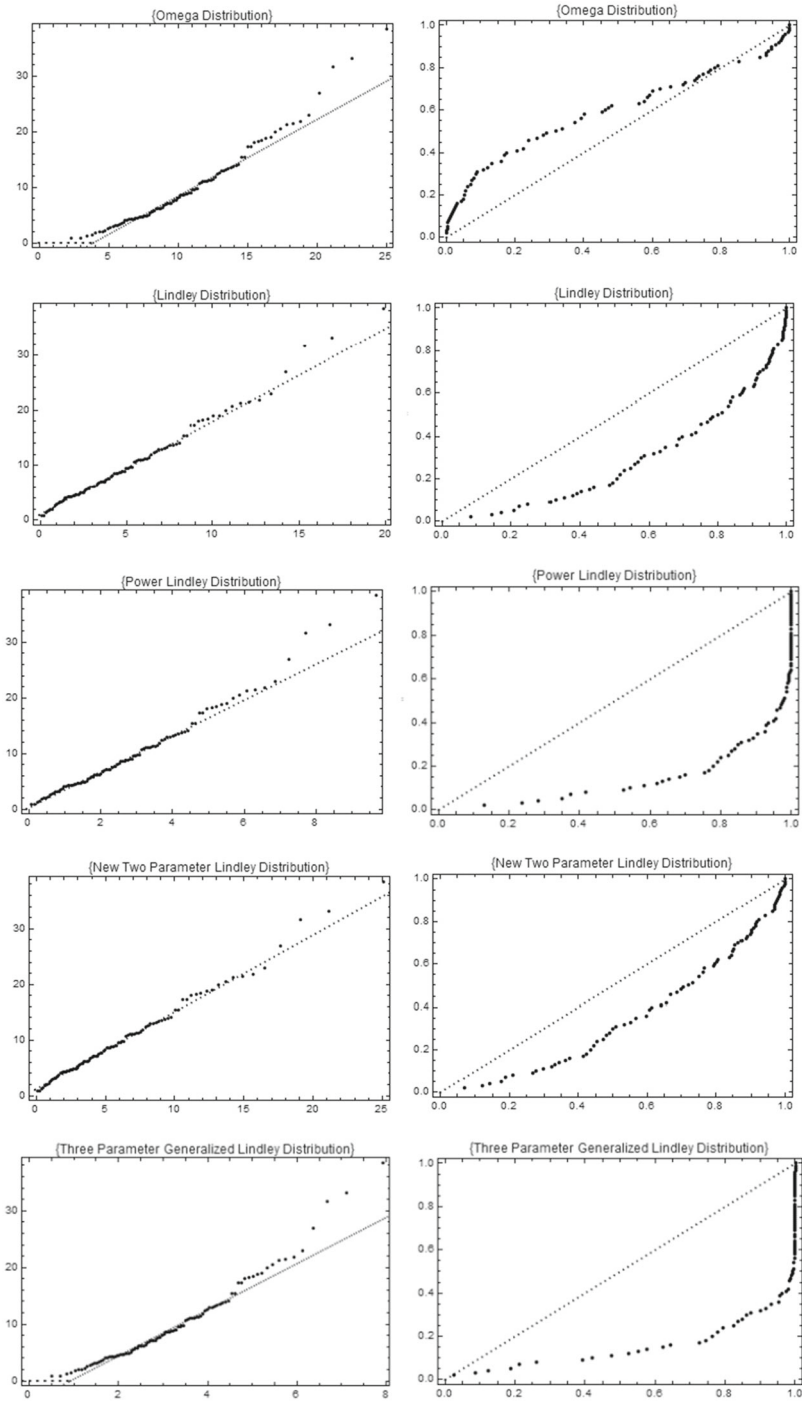 {Omega Distribution}
30
20
10
0
0 5 10 15 20 25
{Omega Distribution}
1.0
0.8
0.6
0.4
0.2
0.0
0.0 0.2 0.4 0.6 0.8 1.0
{Lindley Distribution}
30
20
10
0
0 5 10 15 20
{Lindley Distribution}
1.0
0.8
0.6
0.4
0.2
0.0
0.0 0.2 0.4 0.6 0.8 1.0
{Power Lindley Distribution}
30
20
10
0
0 2 4 6 8
{Power Lindley Distribution}
1.0
0.8
0.6
0.4
0.2
0.0
0.0 0.2 0.4 0.6 0.8 1.0
{New Two Parameter Lindley Distribution}
30
20
10
0
0 5 10 15 20 25
{New Two Parameter Lindley Distribution}
1.0
0.8
0.6
0.4
0.2
0.0
0.0 0.2 0.4 0.6 0.8 1.0
{Three Parameter Generalized Lindley Distribution}
30
20
10
0
0 2 4 6 8
{Three Parameter Generalized Lindley Distribution}
1.0
0.8
0.6
0.4
0.2
0.0
0.0 0.2 0.4 0.6 0.8 1.0